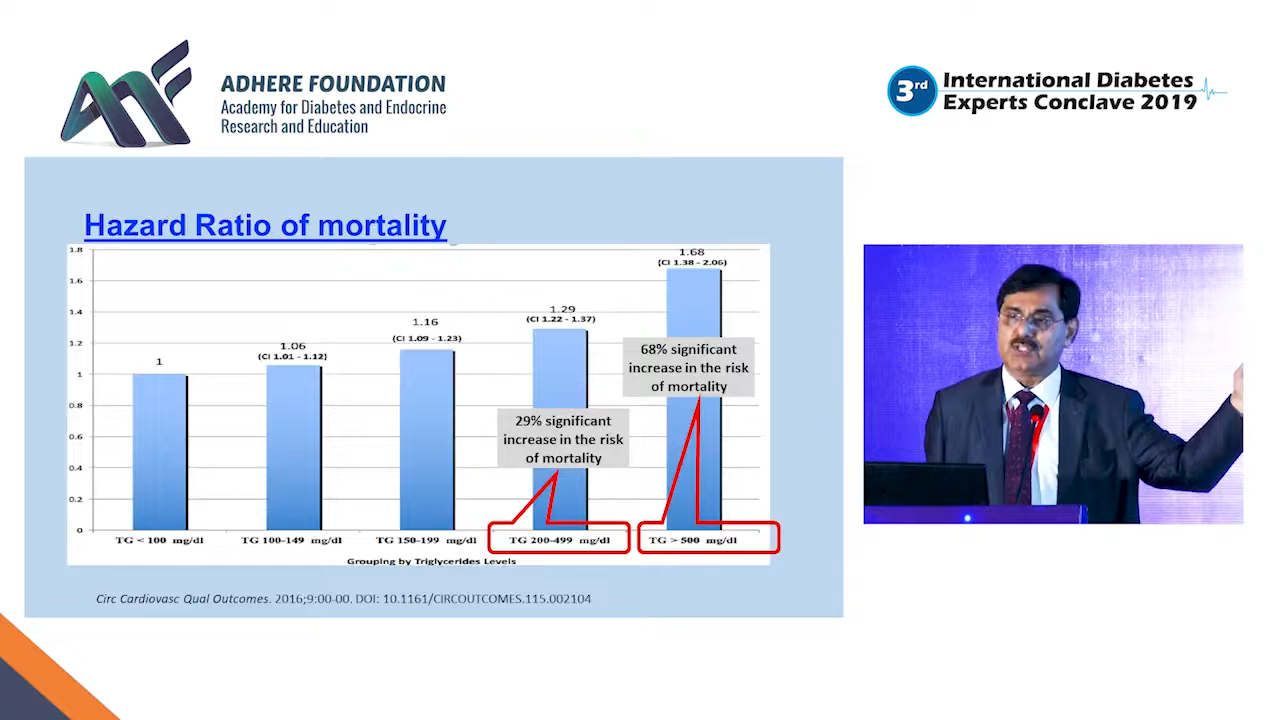 ADHERE FOUNDATION
Academy for Diabetes and Endocrine
Research and Education
3rd
International Diabetes
Experts Conclave 2019
Hazard Ratio of mortality
1.8
1.6
1.4
1.2
1
0.8
0.6
0.4
0.2
0
1
1.06
(CI 1.01 - 1.12)
1.16
(CI 1.09 - 1.23)
1.29
(CI 1.22 - 1.37)
1.68
(CI 1.38 - 2.06)
29% significant
increase in the risk
of mortality
68% significant
increase in the risk
of mortality
TG < 100 mg/dl
TG 100-149 mg/dl
TG 150-199 mg/dl
TG 200-499 mg/dl
TG > 500 mg/dl
Grouping by Triglycerides Levels
Circ Cardiovasc Qual Outcomes. 2016;9:00-00. DOI: 10.1161/CIRCOUTCOMES.115.002104